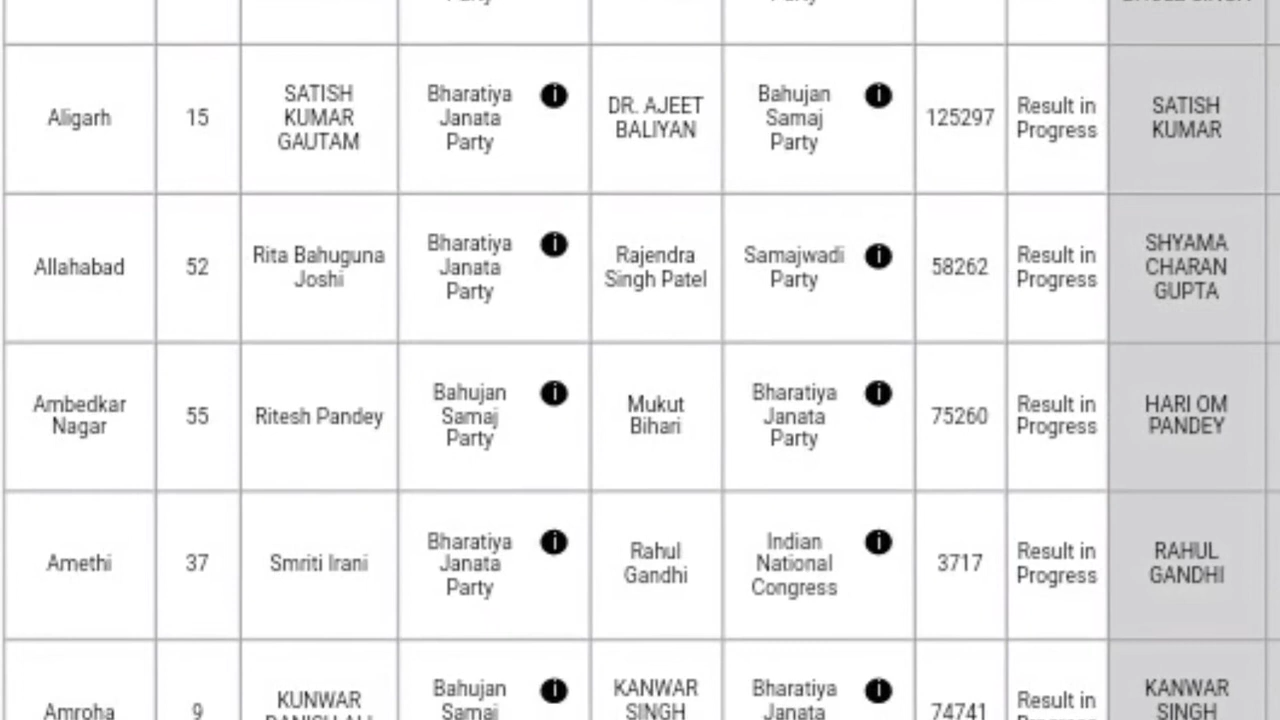 Party Party
Aligarh 15 SATISH KUMAR GAUTAM Bharatiya Janata Party i DR. AJEET BALIYAN Bahujan Samaj Party i 125297 Result in Progress SATISH KUMAR
Allahabad 52 Rita Bahuguna Joshi Bharatiya Janata Party i Rajendra Singh Patel Samajwadi Party i 58262 Result in Progress SHYAMA CHARAN GUPTA
Ambedkar Nagar 55 Ritesh Pandey Bahujan Samaj Party i Mukut Bihari Bharatiya Janata Party i 75260 Result in Progress HARI OM PANDEY
Amethi 37 Smriti Irani Bharatiya Janata Party i Rahul Gandhi Indian National Congress i 3717 Result in Progress RAHUL GANDHI
Amroha 9 KUNWAR Bahujan Samaj i KANWAR SINGH Bharatiya Janata i 74741 Result in Progress KANWAR SINGH